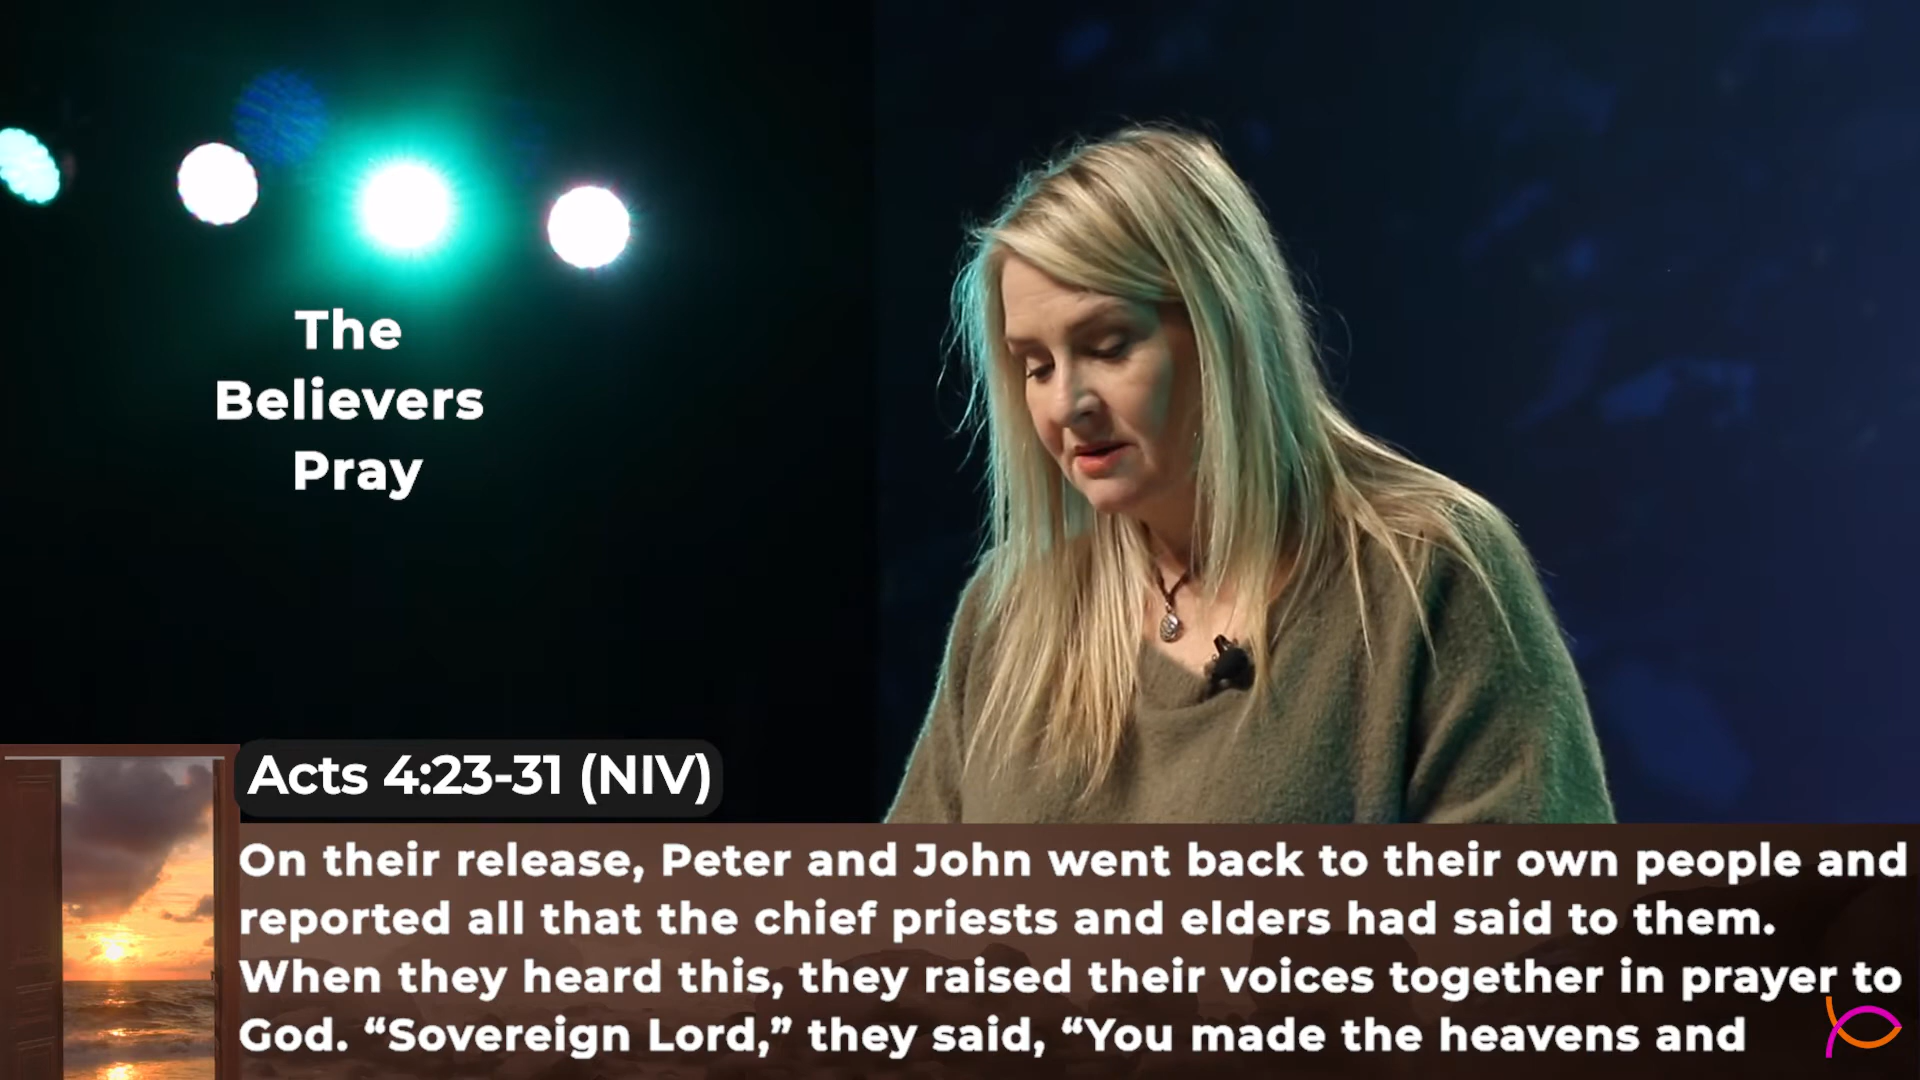 The
Believers
Pray
Acts 4:23-31 (NIV)
On their release, Peter and John went back to their own people and
reported all that the chief priests and elders had said to them.
When they heard this, they raised their voices together in prayer to
God. “Sovereign Lord,” they said, “You made the heavens and